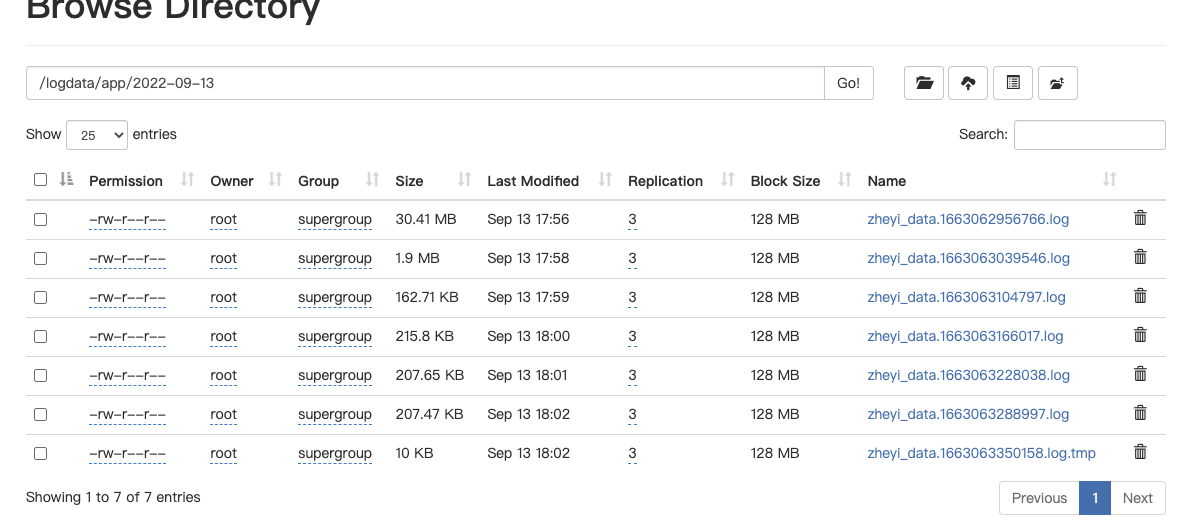 Browse Directory
/logdata/app/2022-09-13 Go!
Show 25 entries Search:
Permission Owner Group Size Last Modified Replication Block Size Name
-rw-r--r-- root supergroup 30.41 MB Sep 13 17:56 3 128 MB zheyi_data.1663062956766.log
-rw-r--r-- root supergroup 1.9 MB Sep 13 17:58 3 128 MB zheyi_data.1663063039546.log
-rw-r--r-- root supergroup 162.71 KB Sep 13 17:59 3 128 MB zheyi_data.1663063104797.log
-rw-r--r-- root supergroup 215.8 KB Sep 13 18:00 3 128 MB zheyi_data.1663063166017.log
-rw-r--r-- root supergroup 207.65 KB Sep 13 18:01 3 128 MB zheyi_data.1663063228038.log
-rw-r--r-- root supergroup 207.47 KB Sep 13 18:02 3 128 MB zheyi_data.1663063288997.log
-rw-r--r-- root supergroup 10 KB Sep 13 18:02 3 128 MB zheyi_data.1663063350158.log.tmp
Showing 1 to 7 of 7 entries Previous 1 Next